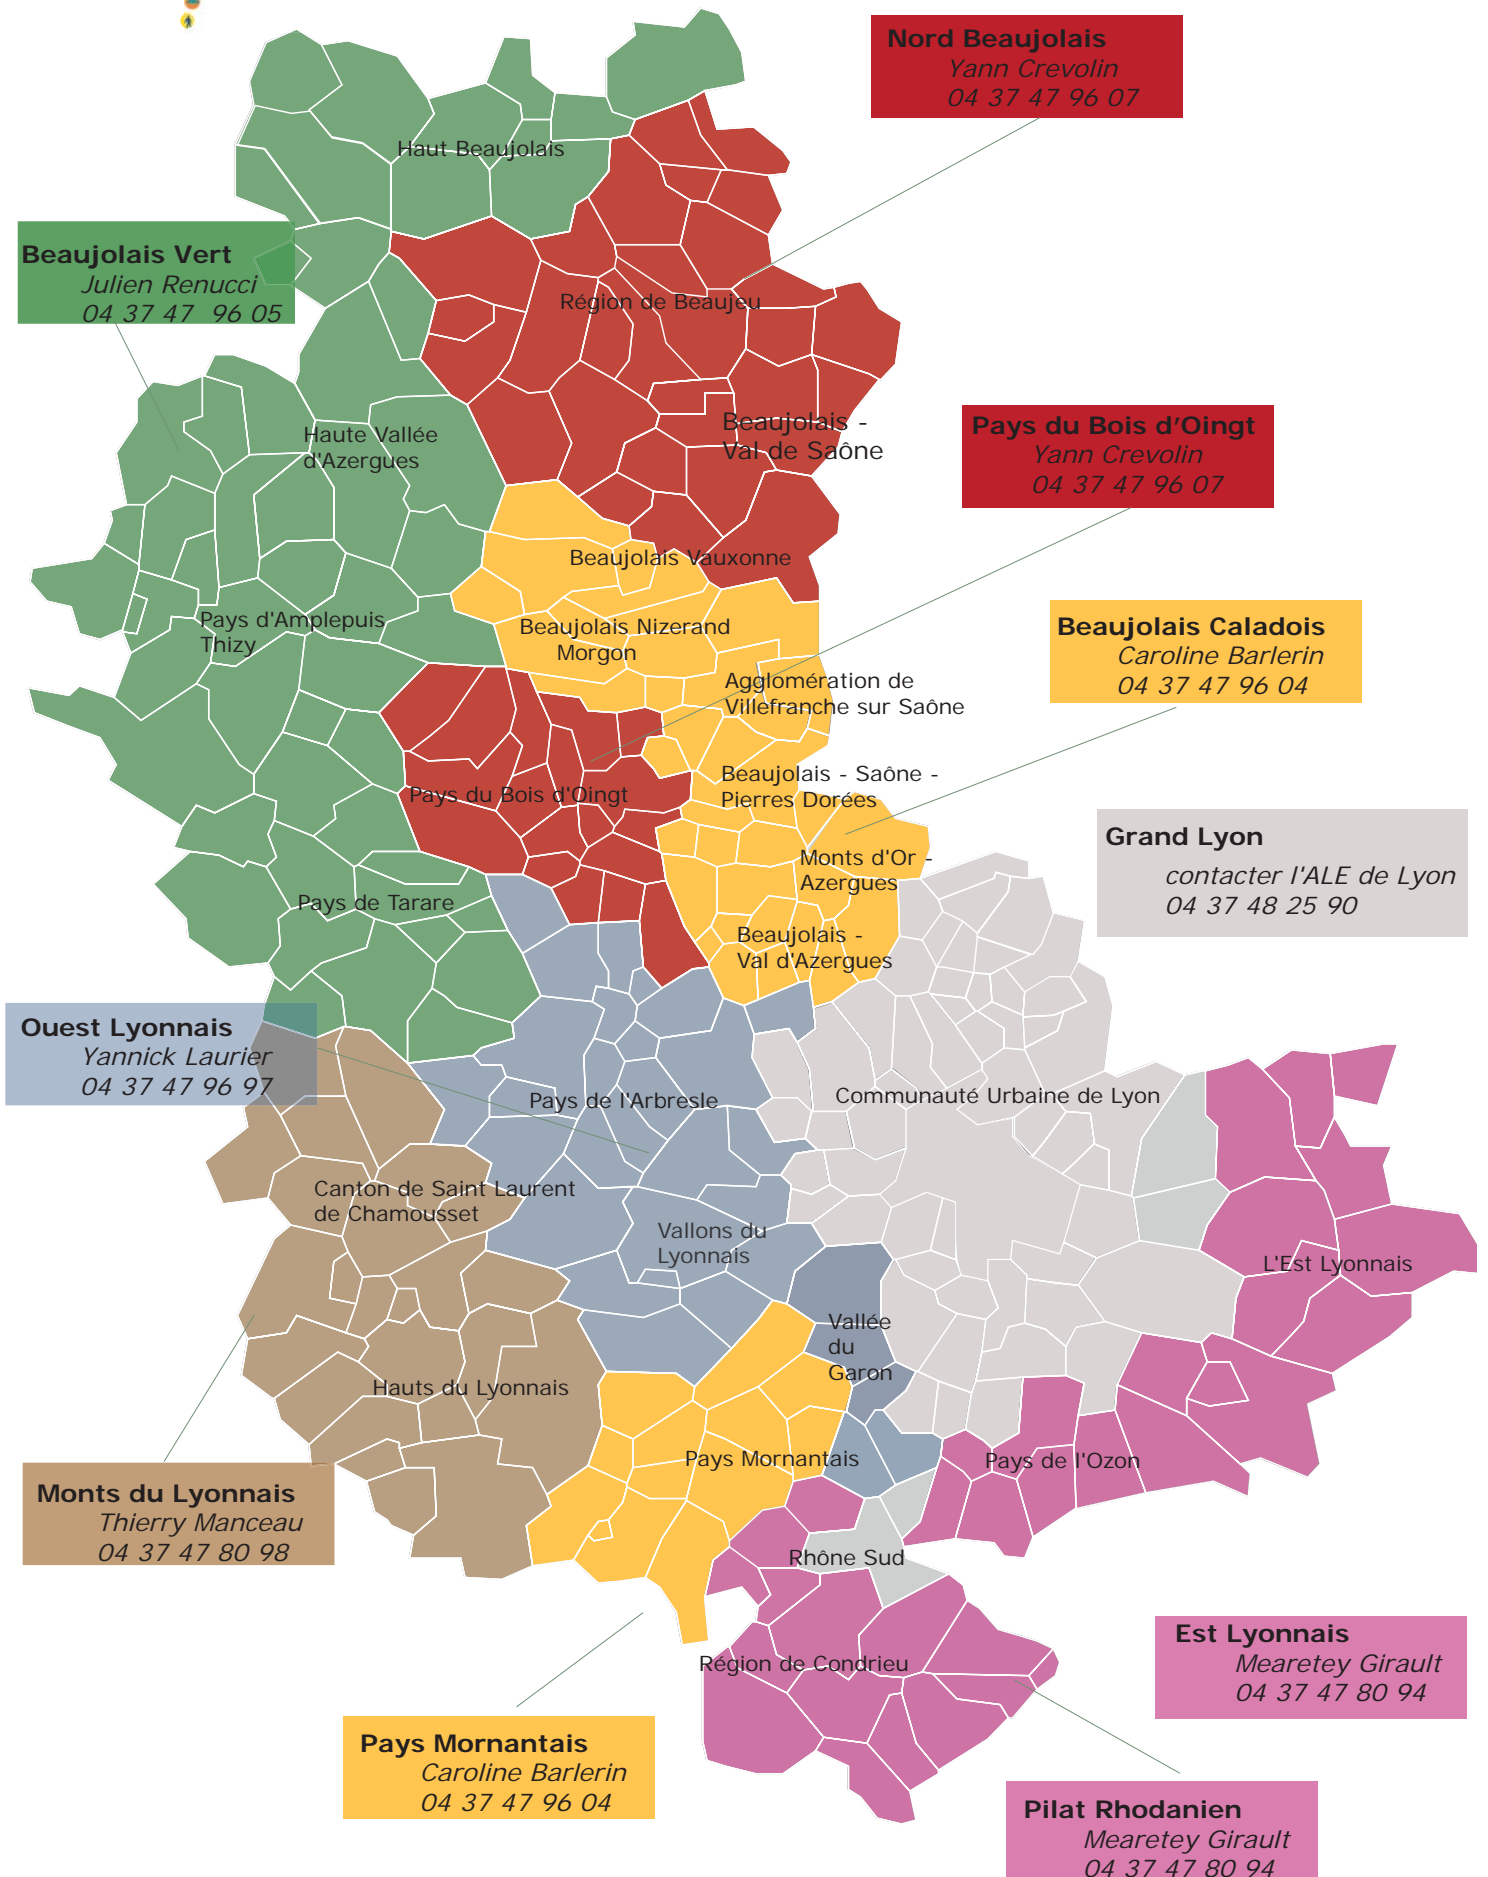 Nord Beaujolais
Yann Crevolin
04 37 47 96 07
Haut Beaujolais
Beaujolais Vert
Julien Renucci
04 37 47  96 05
Région de Beaujeu
Haute Vallée
d'Azergues
Beaujolais -
Val de Saône
Pays du Bois d’Oingt
Yann Crevolin
04 37 47 96 07
Beaujolais Vauxonne
Pays d'Amplepuis
Thizy
Beaujolais Nizerand
Morgon
Beaujolais Caladois
Caroline Barlerin
04 37 47 96 04
Agglomération de
Villefranche sur Saône
Pays du Bois d'Oingt
Beaujolais - Saône -
Pierres Dorées
Grand Lyon
contacter l'ALE de Lyon
04 37 48 25 90
Monts d'Or -
Azergues
Pays de Tarare
Beaujolais -
Val d'Azergues
Ouest Lyonnais
Yannick Laurier
04 37 47 96 97
Pays de l'Arbresle
Communauté Urbaine de Lyon
Canton de Saint Laurent
de Chamousset
Vallons du
Lyonnais
L'Est Lyonnais
Vallée
du
Garon
Hauts du Lyonnais
Pays Mornantais
Pays de l'Ozon
Monts du Lyonnais
Thierry Manceau
04 37 47 80 98
Rhône Sud
Région de Condrieu
Est Lyonnais
Mearetey Girault
04 37 47 80 94
Pays Mornantais
Caroline Barlerin
04 37 47 96 04
Pilat Rhodanien
Mearetey Girault
04 37 47 80 94